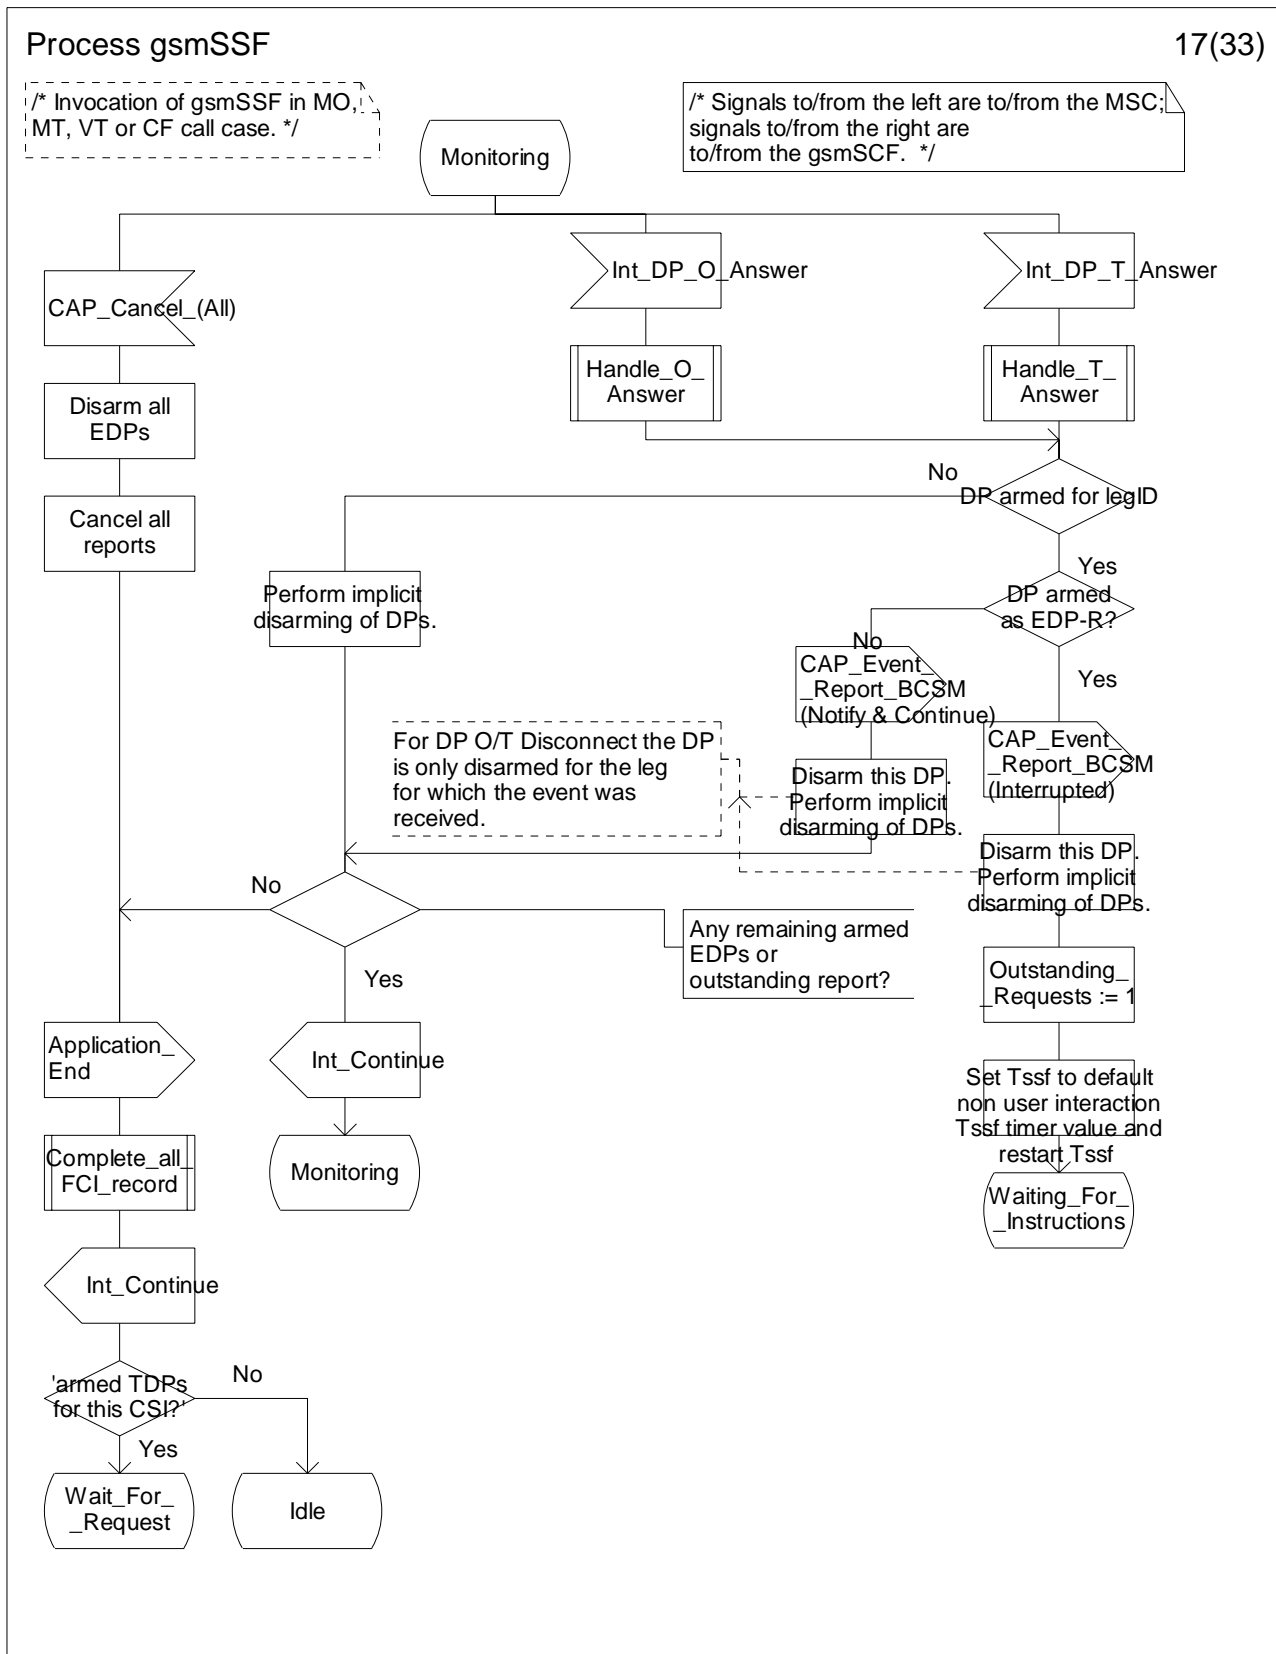 Process gsmSSF
17(33)
/* Invocation of gsmSSF in MO,
MT, VT or CF call case. */
/* Signals to/from the left are to/from the MSC;
signals to/from the right are
to/from the gsmSCF.  */
Monitoring
CAP_Cancel_(All)
Int_DP_O_Answer
Int_DP_T_Answer
Disarm all
EDPs
Handle_O_
Answer
Handle_T_
Answer
Cancel all
reports
No
DP armed for legID
Yes
Perform implicit
disarming of DPs.
DP armed
as EDP-R?
No
Yes
CAP_Event_
_Report_BCSM
(Notify & Continue)
CAP_Event_
_Report_BCSM
(Interrupted)
For DP O/T Disconnect the DP
is only disarmed for the leg
for which the event was
received.
Disarm this DP.
Perform implicit
disarming of DPs.
Disarm this DP.
Perform implicit
disarming of DPs.
No
Any remaining armed
EDPs or
outstanding report?
Yes
Outstanding_
_Requests := 1
Application_
End
Int_Continue
Set Tssf to default
non user interaction
Tssf timer value and
restart Tssf
Complete_all_
FCI_record
Monitoring
Waiting_For_
_Instructions
Int_Continue
'armed TDPs
for this CSI?'
No
Yes
Wait_For_
_Request
Idle